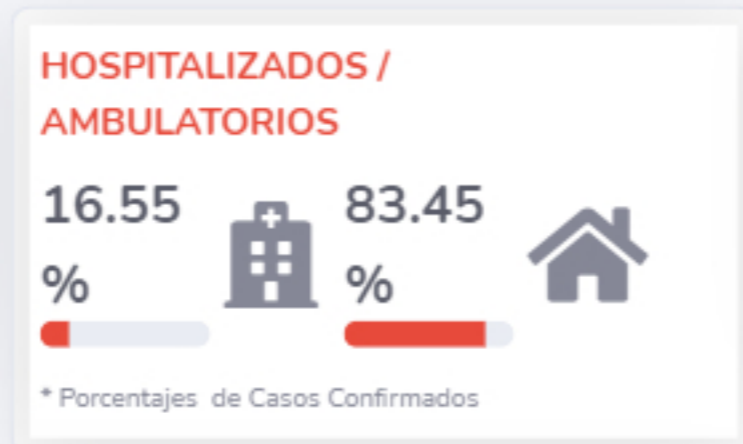 HOSPITALIZADOS /
AMBULATORIOS
16.55 83.45
% %
* Porcentajes de Casos Confirmados